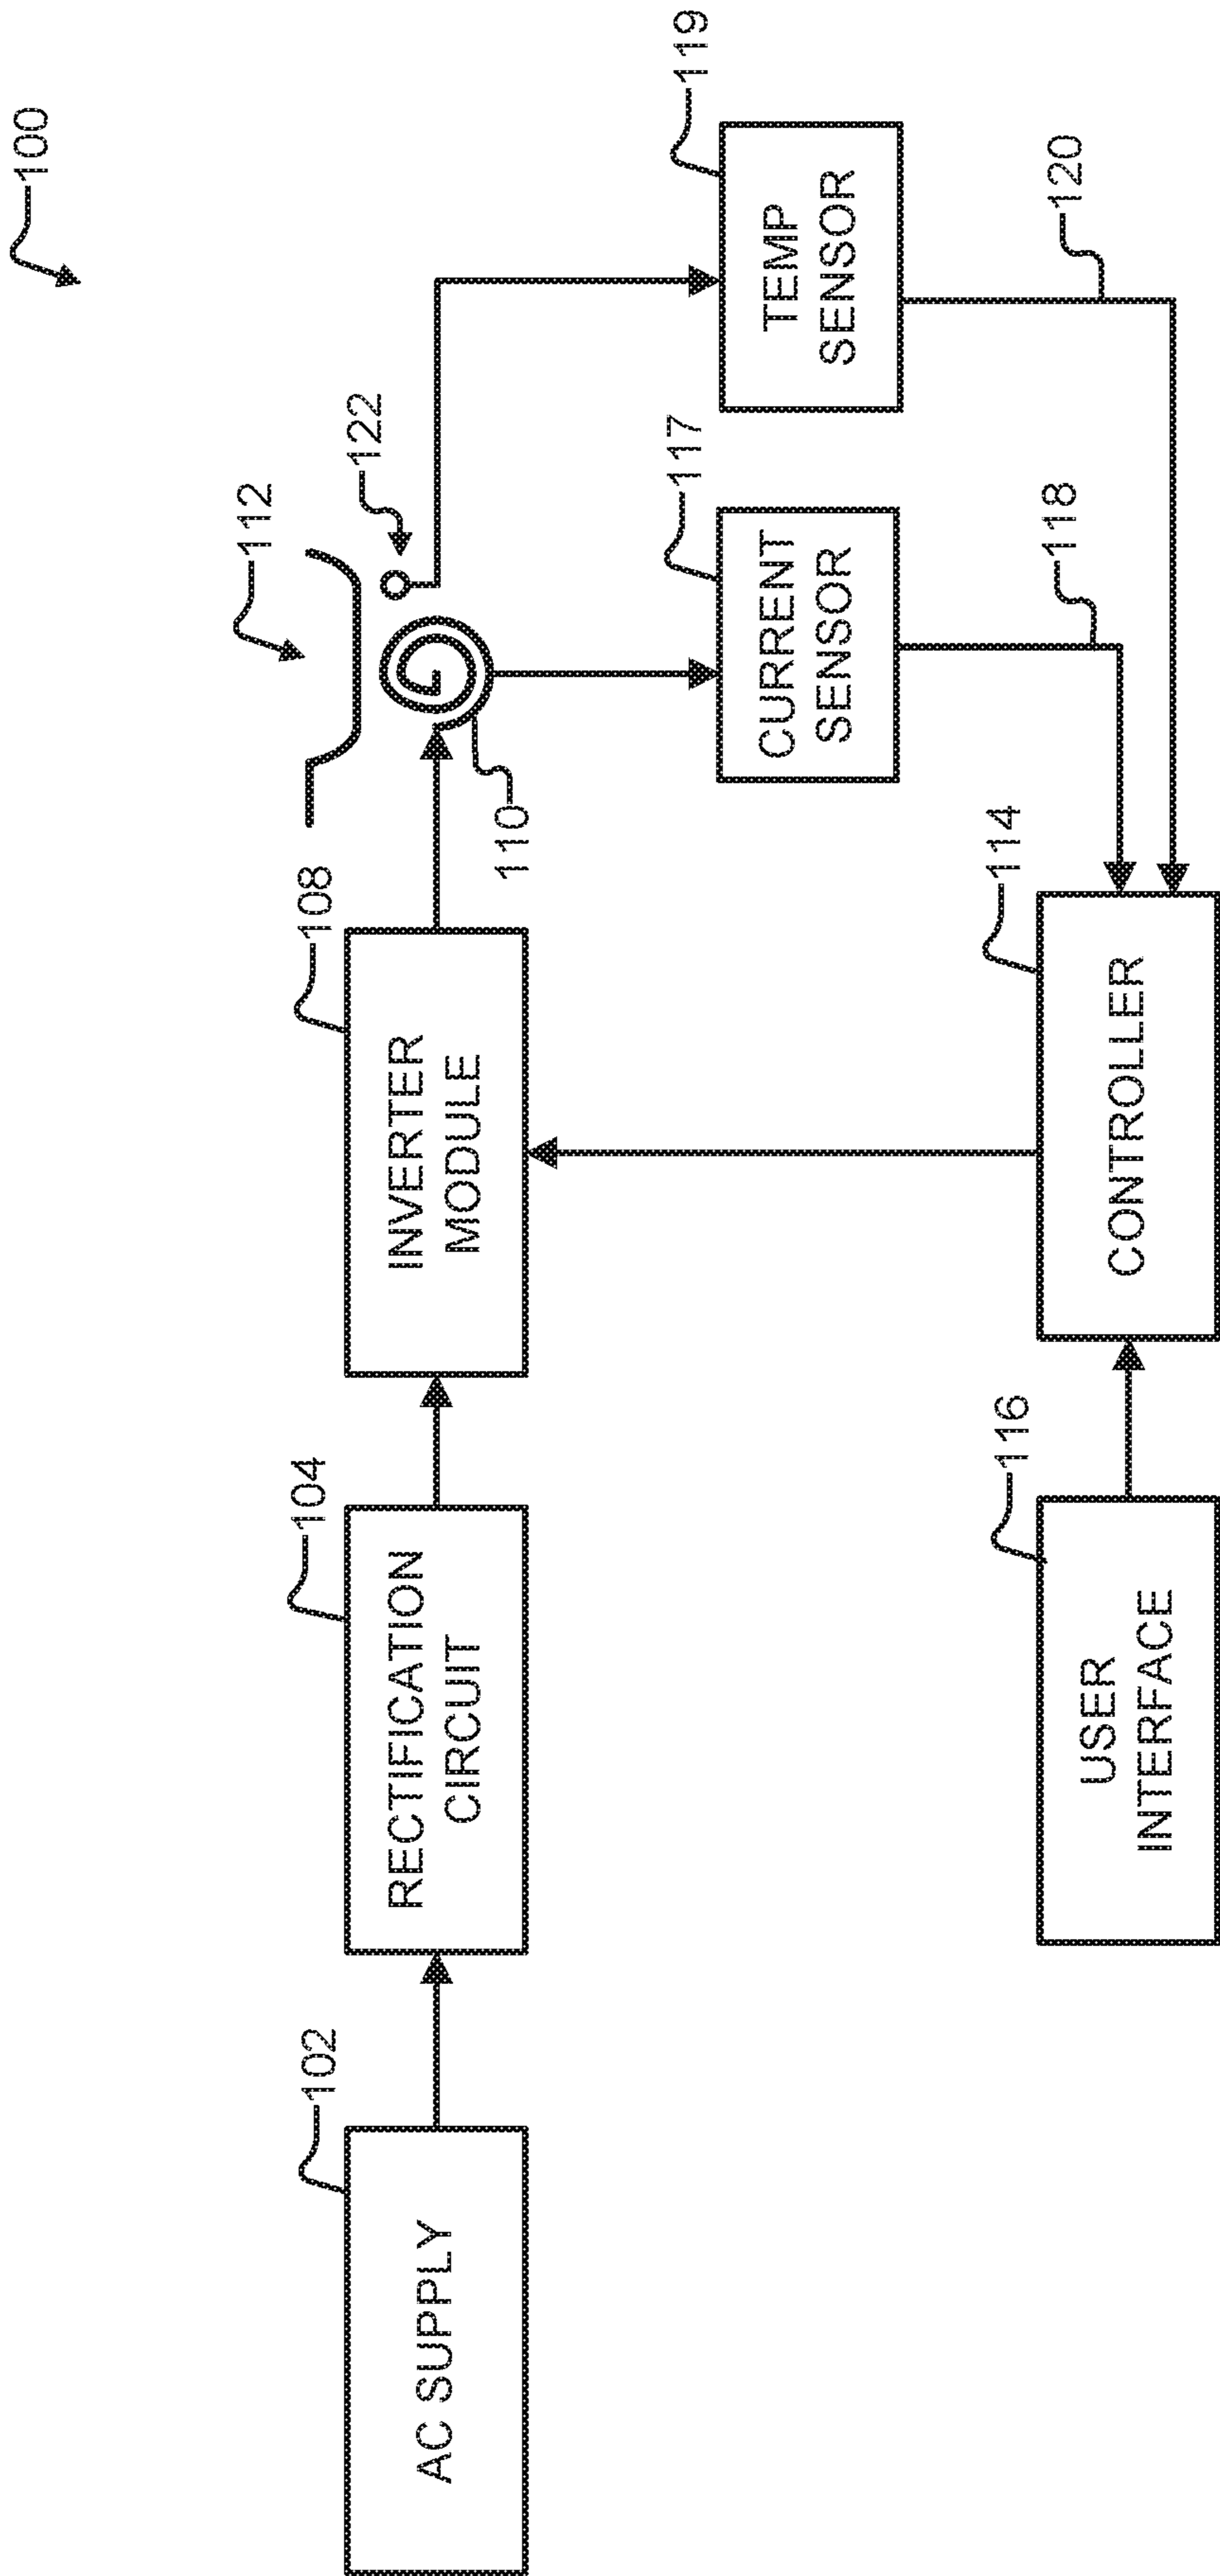 100
112
122
102
104
108
AC SUPPLY
RECTIFICATION
CIRCUIT
INVERTER
MODULE
110
117
119
CURRENT
SENSOR
TEMP
SENSOR
116
114
118
120
USER
INTERFACE
CONTROLLER